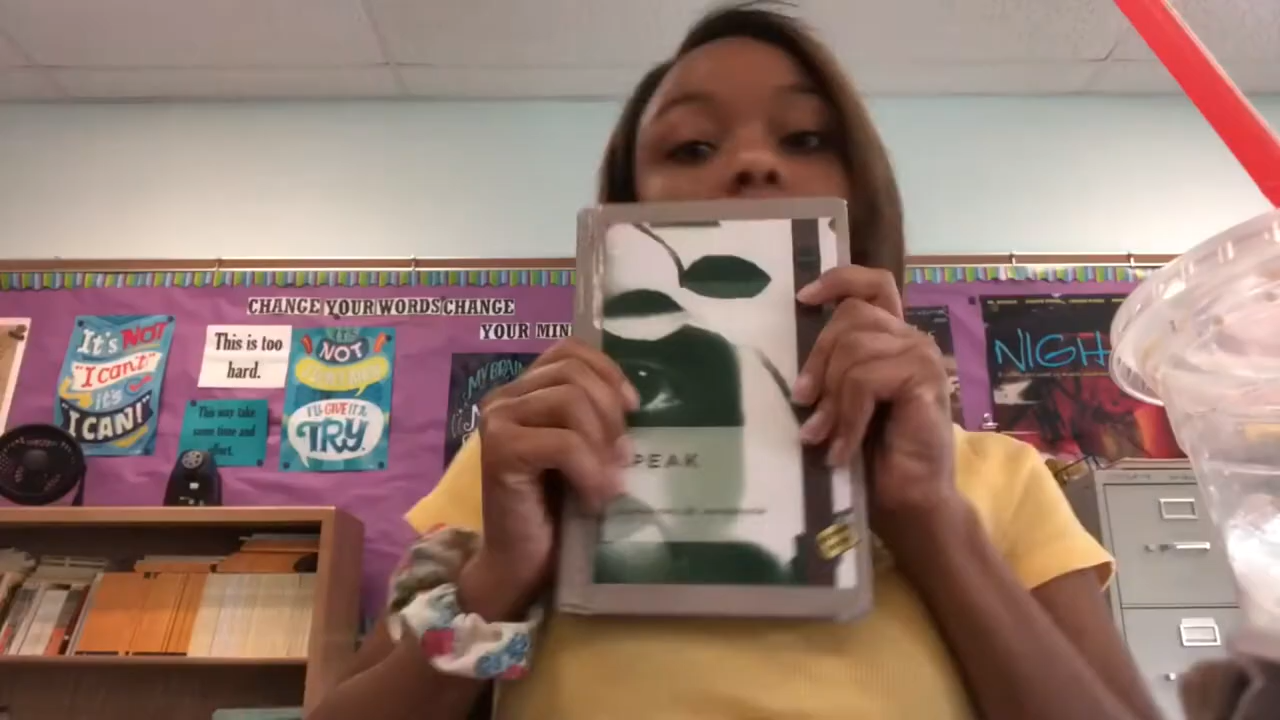 CHANGE YOUR WORDS CHANGE
YOUR MIN
It's NOT
"I can't"
it's
"I CAN!"
This is too
hard.
This may take
some time and
effort.
IT'S
NOT
I'LL GIVE IT A
TRY
MY BRAIN
NIGH
PEAK